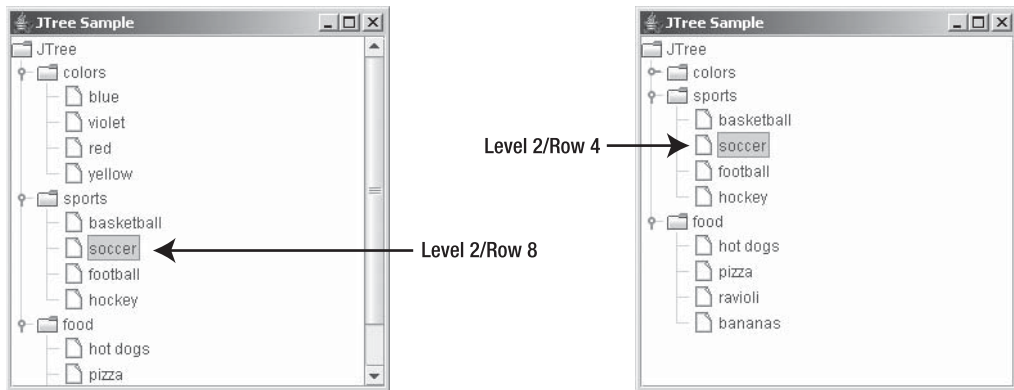 JTree Sample
JTree
colors
blue
violet
red
yellow
sports
basketball
soccer
football
hockey
food
hot dogs
pizza
Level 2/Row 8
JTree Sample
JTree
colors
sports
basketball
Level 2/Row 4
soccer
football
hockey
food
hot dogs
pizza
ravioli
bananas